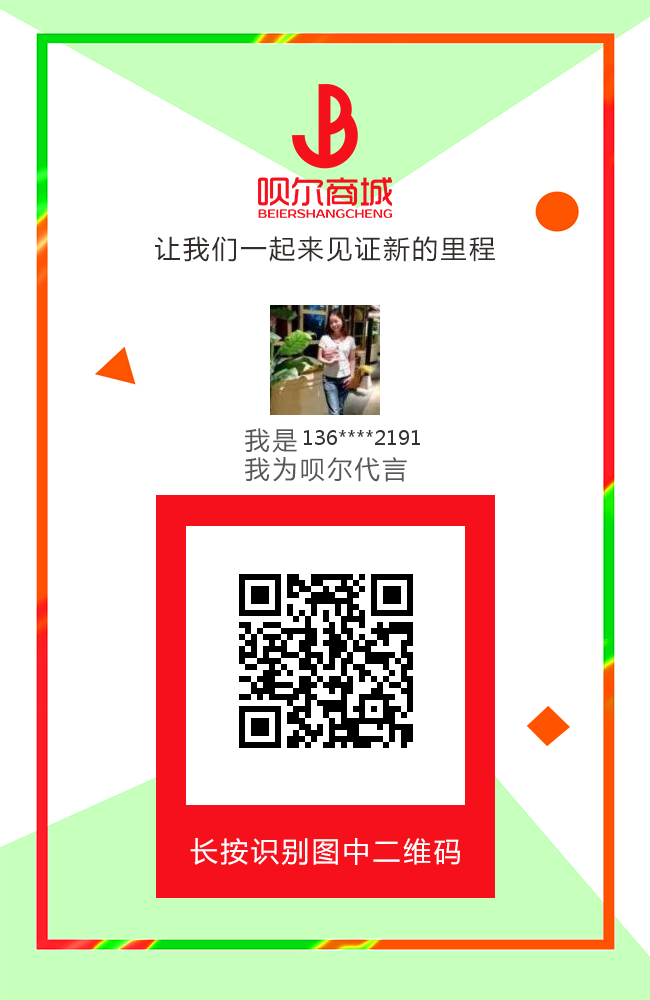 呗尔商城
BEIERSHANGCHENG
让我们一起来见证新的里程
我是 136****2191
我为呗尔代言
长按识别图中二维码